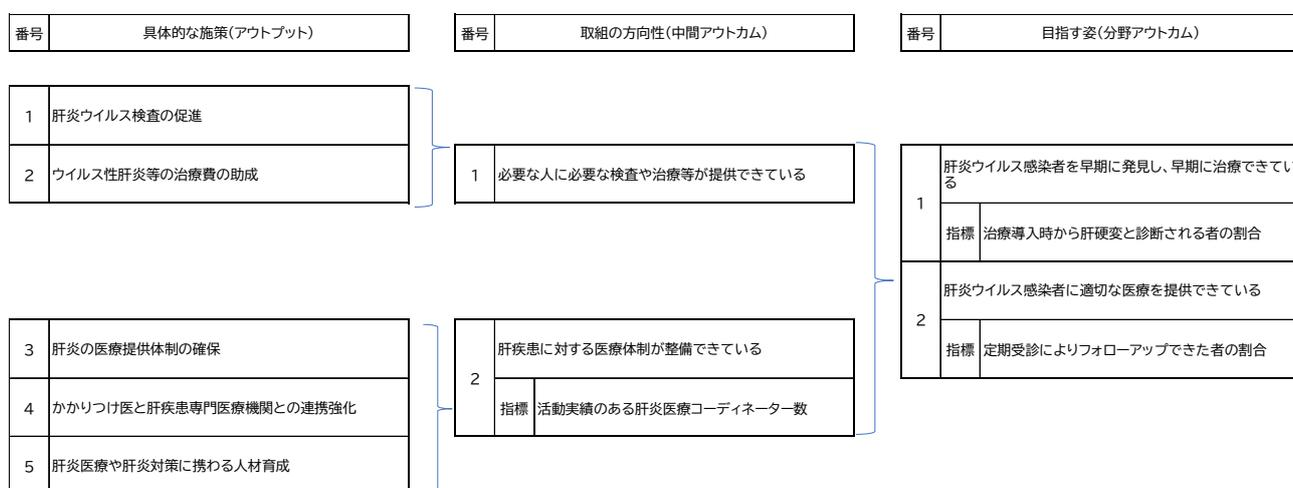 番号 具体的な施策(アウトプット)
1 肝炎ウイルス検査の促進
2 ウイルス性肝炎等の治療費の助成
3 肝炎の医療提供体制の確保
4 かかりつけ医と肝疾患専門医療機関との連携強化
5 肝炎医療や肝炎対策に携わる人材育成
番号 取組の方向性(中間アウトカム)
1 必要な人に必要な検査や治療等が提供できている
2 肝疾患に対する医療体制が整備できている
指標 活動実績のある肝炎医療コーディネーター数
番号 目指す姿(分野アウトカム)
1 肝炎ウイルス感染者を早期に発見し、早期に治療できてい
る
指標 治療導入時から肝硬変と診断される者の割合
2 肝炎ウイルス感染者に適切な医療を提供できている
指標 定期受診によりフォローアップできた者の割合